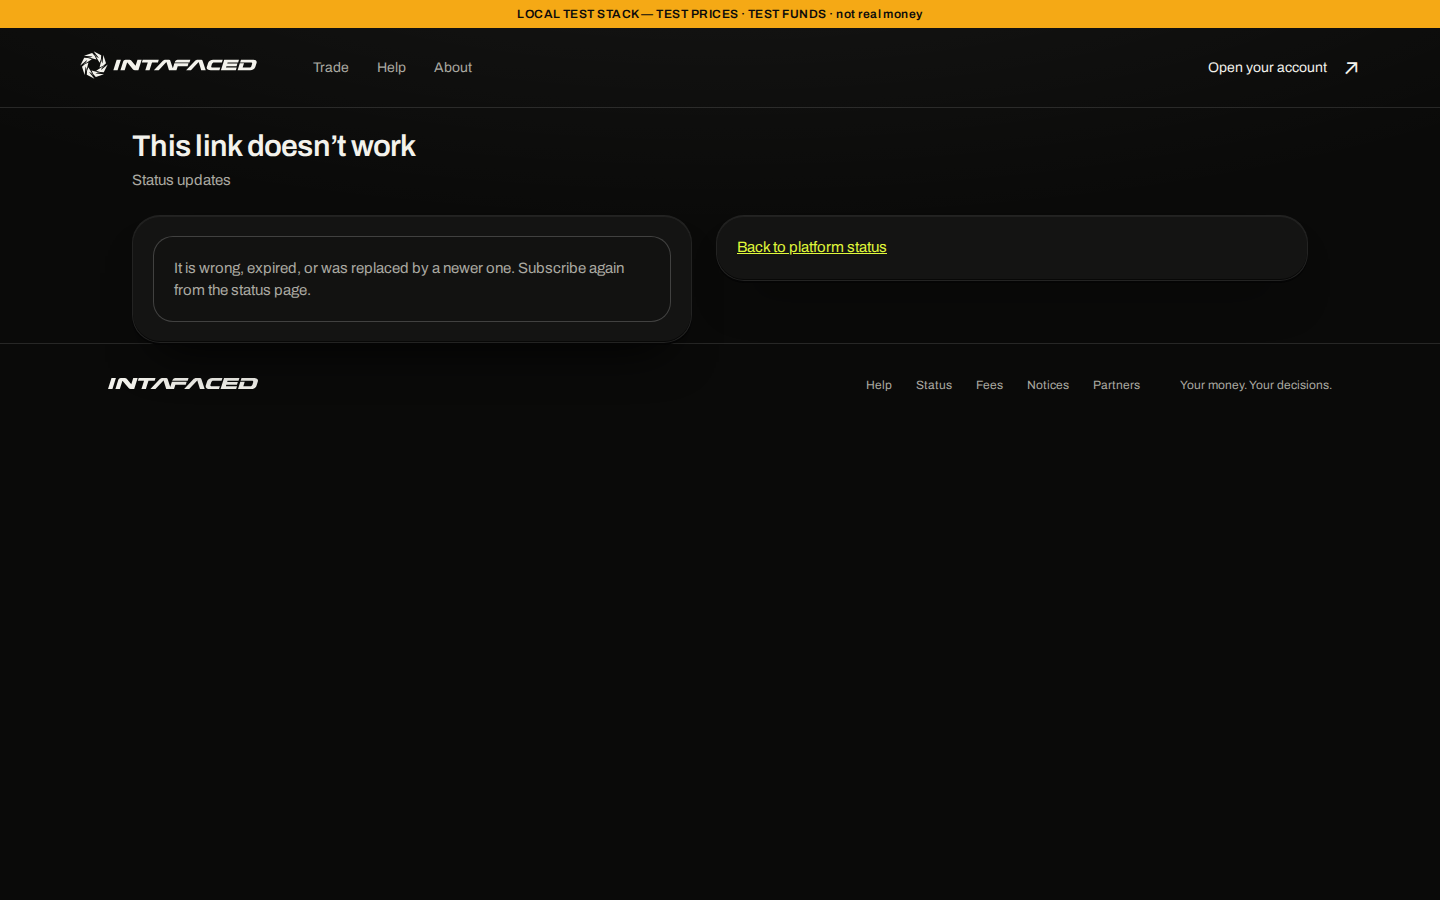 LOCAL TEST STACK — TEST PRICES · TEST FUNDS · not real money
INTAFACED
Trade
Help
About
Open your account
This link doesn’t work
Status updates
It is wrong, expired, or was replaced by a newer one. Subscribe again
from the status page.
Back to platform status
INTAFACED
Help
Status
Fees
Notices
Partners
Your money. Your decisions.